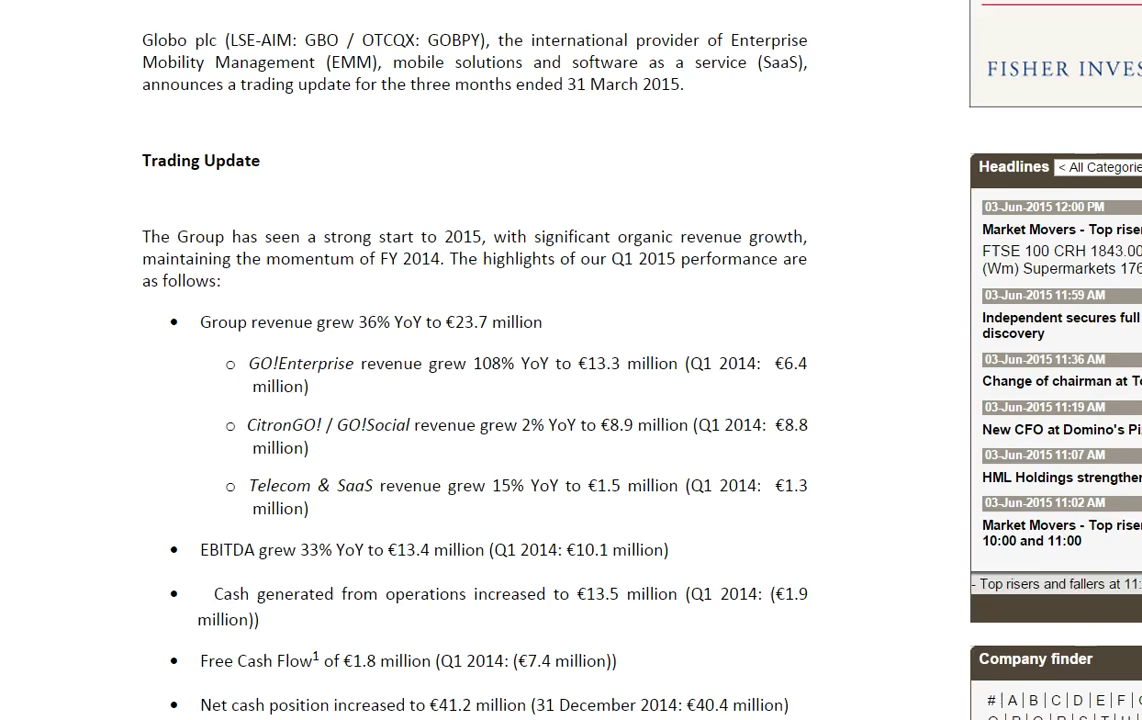 Globo plc (LSE-AIM: GBO / OTCQX: GOBPY), the international provider of Enterprise
Mobility Management (EMM), mobile solutions and software as a service (SaaS),
announces a trading update for the three months ended 31 March 2015.
Trading Update
The Group has seen a strong start to 2015, with significant organic revenue growth,
maintaining the momentum of FY 2014. The highlights of our Q1 2015 performance are
as follows:
• Group revenue grew 36% YoY to €23.7 million
o GO!Enterprise revenue grew 108% YoY to €13.3 million (Q1 2014: €6.4
million)
o CitronGO! / GO!Social revenue grew 2% YoY to €8.9 million (Q1 2014: €8.8
million)
o Telecom & SaaS revenue grew 15% YoY to €1.5 million (Q1 2014: €1.3
million)
• EBITDA grew 33% YoY to €13.4 million (Q1 2014: €10.1 million)
• Cash generated from operations increased to €13.5 million (Q1 2014: (€1.9
million))
• Free Cash Flow1 of €1.8 million (Q1 2014: (€7.4 million))
• Net cash position increased to €41.2 million (31 December 2014: €40.4 million)
FISHER INVES
Headlines < All Categorie
03-Jun-2015 12:00 PM
Market Movers - Top riser
FTSE 100 CRH 1843.00
(Wm) Supermarkets 176
03-Jun-2015 11:59 AM
Independent secures full
discovery
03-Jun-2015 11:36 AM
Change of chairman at To
03-Jun-2015 11:19 AM
New CFO at Domino's Piz
03-Jun-2015 11:07 AM
HML Holdings strengthen
03-Jun-2015 11:02 AM
Market Movers - Top riser
10:00 and 11:00
- Top risers and fallers at 11:
Company finder
# | A | B | C | D | E | F | G